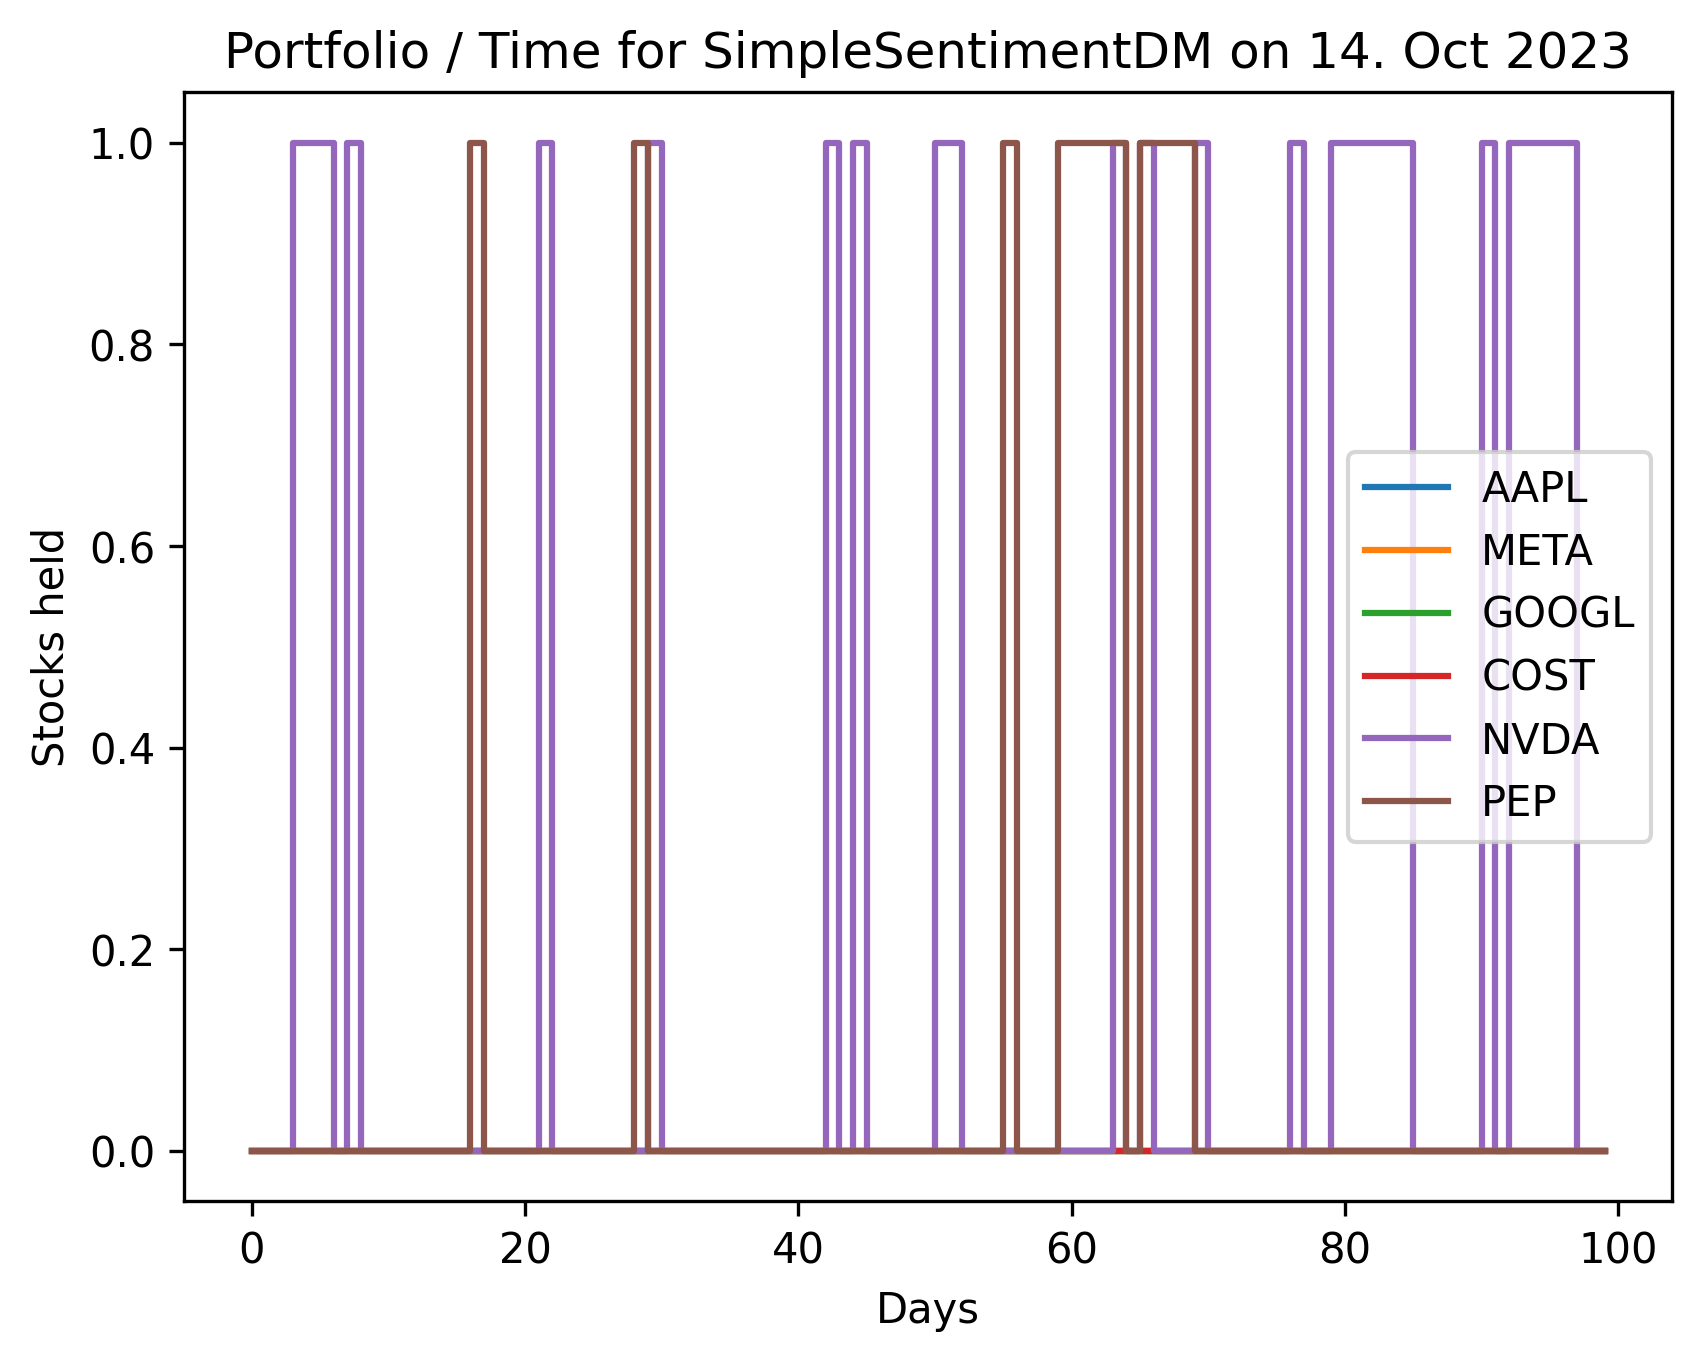 Portfolio / Time for SimpleSentimentDM on 14. Oct 2023
1.0
0.8
0.6
0.4
0.2
0.0
Stocks held
AAPL
META
GOOGL
COST
NVDA
PEP
0 20 40 60 80 100
Days